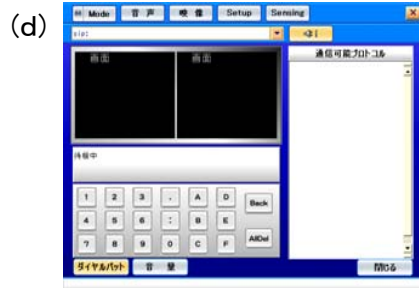 (d)
Mode 音声 映像 Setup Sensing
sip:
通信可能プロトコル
画面 画面
待機中
1 2 3 . A D Back
4 5 6 : B E
7 8 9 0 C F AllDel
ダイヤルパット 音量 閉じる